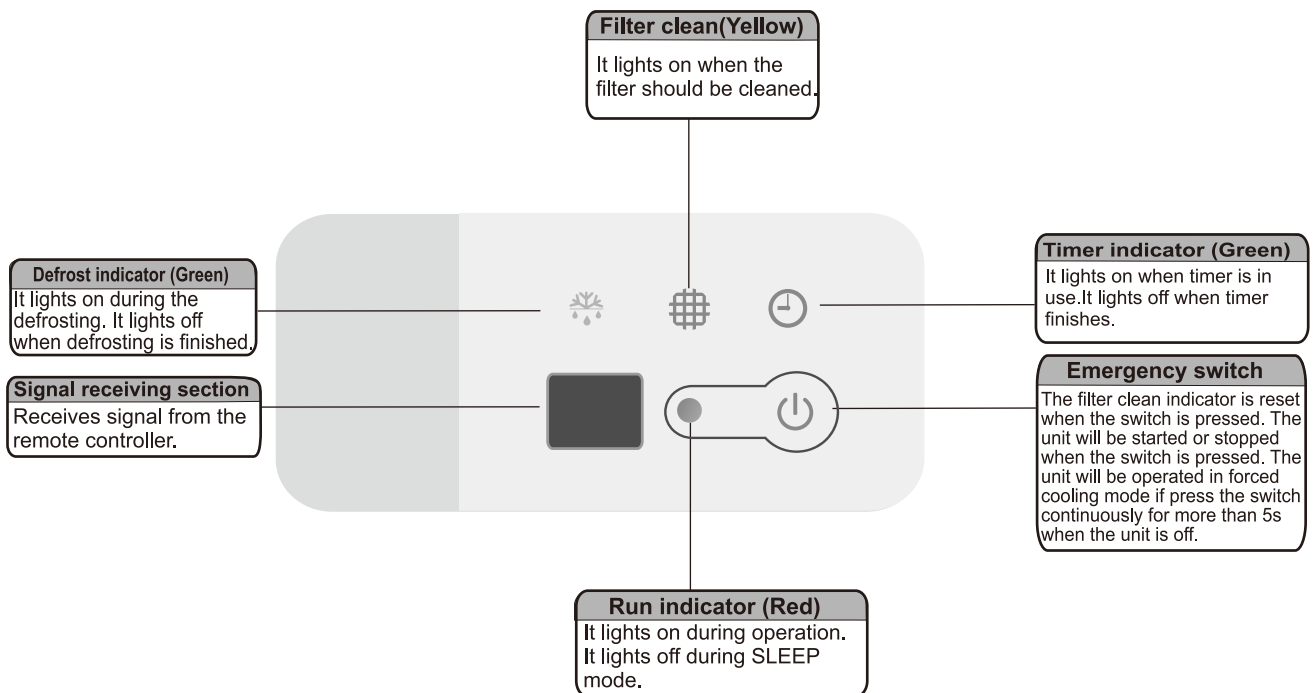 Filter clean(Yellow)
It lights on when the
filter should be cleaned.
Defrost indicator (Green)
It lights on during the
defrosting. It lights off
when defrosting is finished.
Timer indicator (Green)
It lights on when timer is in
use.It lights off when timer
finishes.
Signal receiving section
Receives signal from the
remote controller.
Emergency switch
The filter clean indicator is reset
when the switch is pressed. The
unit will be started or stopped
when the switch is pressed. The
unit will be operated in forced
cooling mode if press the switch
continuously for more than 5s
when the unit is off.
Run indicator (Red)
It lights on during operation.
It lights off during SLEEP
mode.